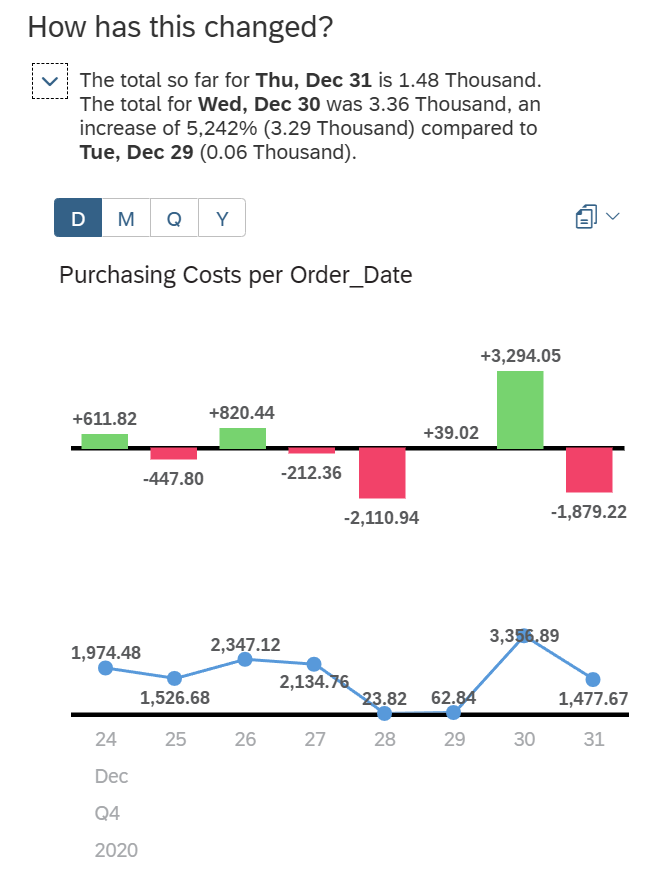 How has this changed?
The total so far for Thu, Dec 31 is 1.48 Thousand.
The total for Wed, Dec 30 was 3.36 Thousand, an
increase of 5,242% (3.29 Thousand) compared to
Tue, Dec 29 (0.06 Thousand).
D M Q Y
Purchasing Costs per Order_Date
+3,294.05
+611.82
+820.44
+39.02
-447.80
-212.36
-2,110.94
-1,879.22
3,356.89
1,974.48
2,347.12
2,134.76
1,526.68
23.82
62.84
1,477.67
24 25 26 27 28 29 30 31
Dec
Q4
2020